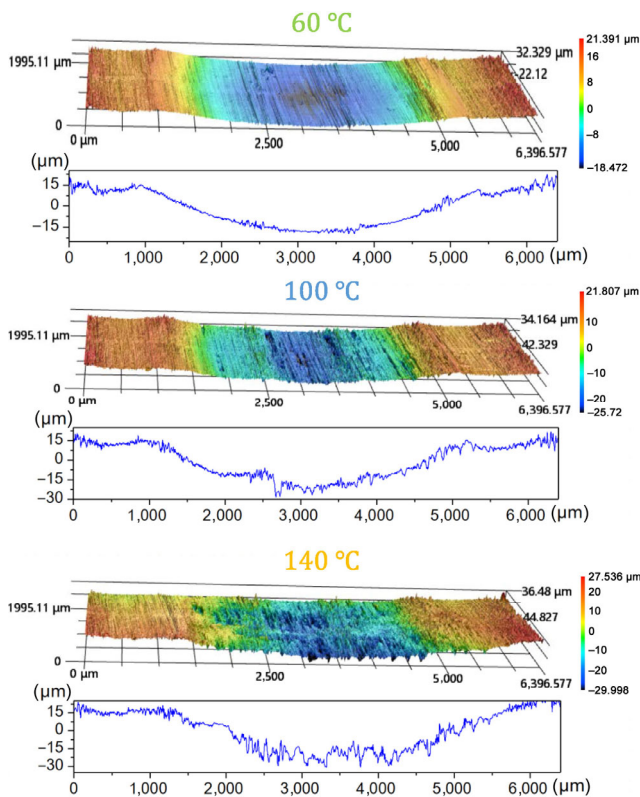 60 °C
1995.11 µm
0
0 µm
2,500
5,000
6,396.577
32.329 µm
-22.12
21.391 µm
16
8
0
-8
-18.472
(µm)
15
0
-15
0 1,000 2,000 3,000 4,000 5,000 6,000 (µm)
100 °C
1995.11 µm
0
0 µm
2,500
5,000
6,396.577
34.164 µm
42.329
21.807 µm
10
0
-10
20
-25.72
(µm)
15
0
-15
-30
0 1,000 2,000 3,000 4,000 5,000 6,000 (µm)
140 °C
1995.11 µm
0
0 µm
2,500
5,000
6,396.577
36.48 µm
44.827
27.536 µm
20
10
0
-10
-20
-29.998
(µm)
15
0
-15
-30
0 1,000 2,000 3,000 4,000 5,000 6,000 (µm)